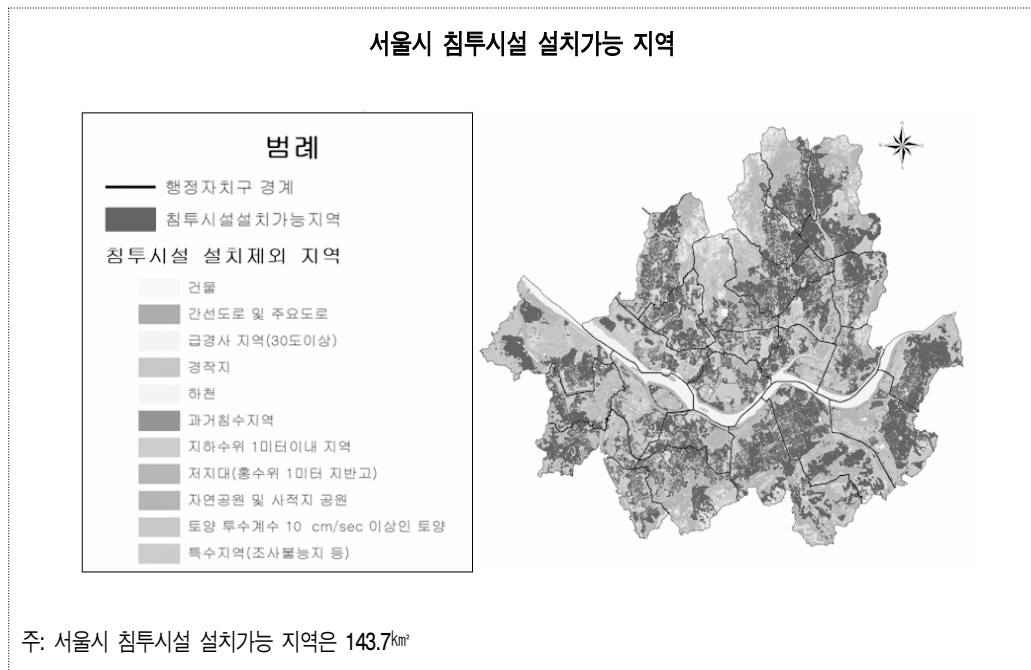 서울시 침투시설 설치가능 지역
범례
행정자치구 경계
침투시설설치가능지역
침투시설 설치제외 지역
건물
간선도로 및 주요도로
급경사 지역(30도이상)
경작지
하천
과거침수지역
지하수위 1미터이내 지역
저지대(홍수위 1미터 지반고)
자연공원 및 사적지 공원
토양 투수계수 10 cm/sec 이상인 토양
특수지역(조사불능지 등)
N
주: 서울시 침투시설 설치가능 지역은 143.7㎢